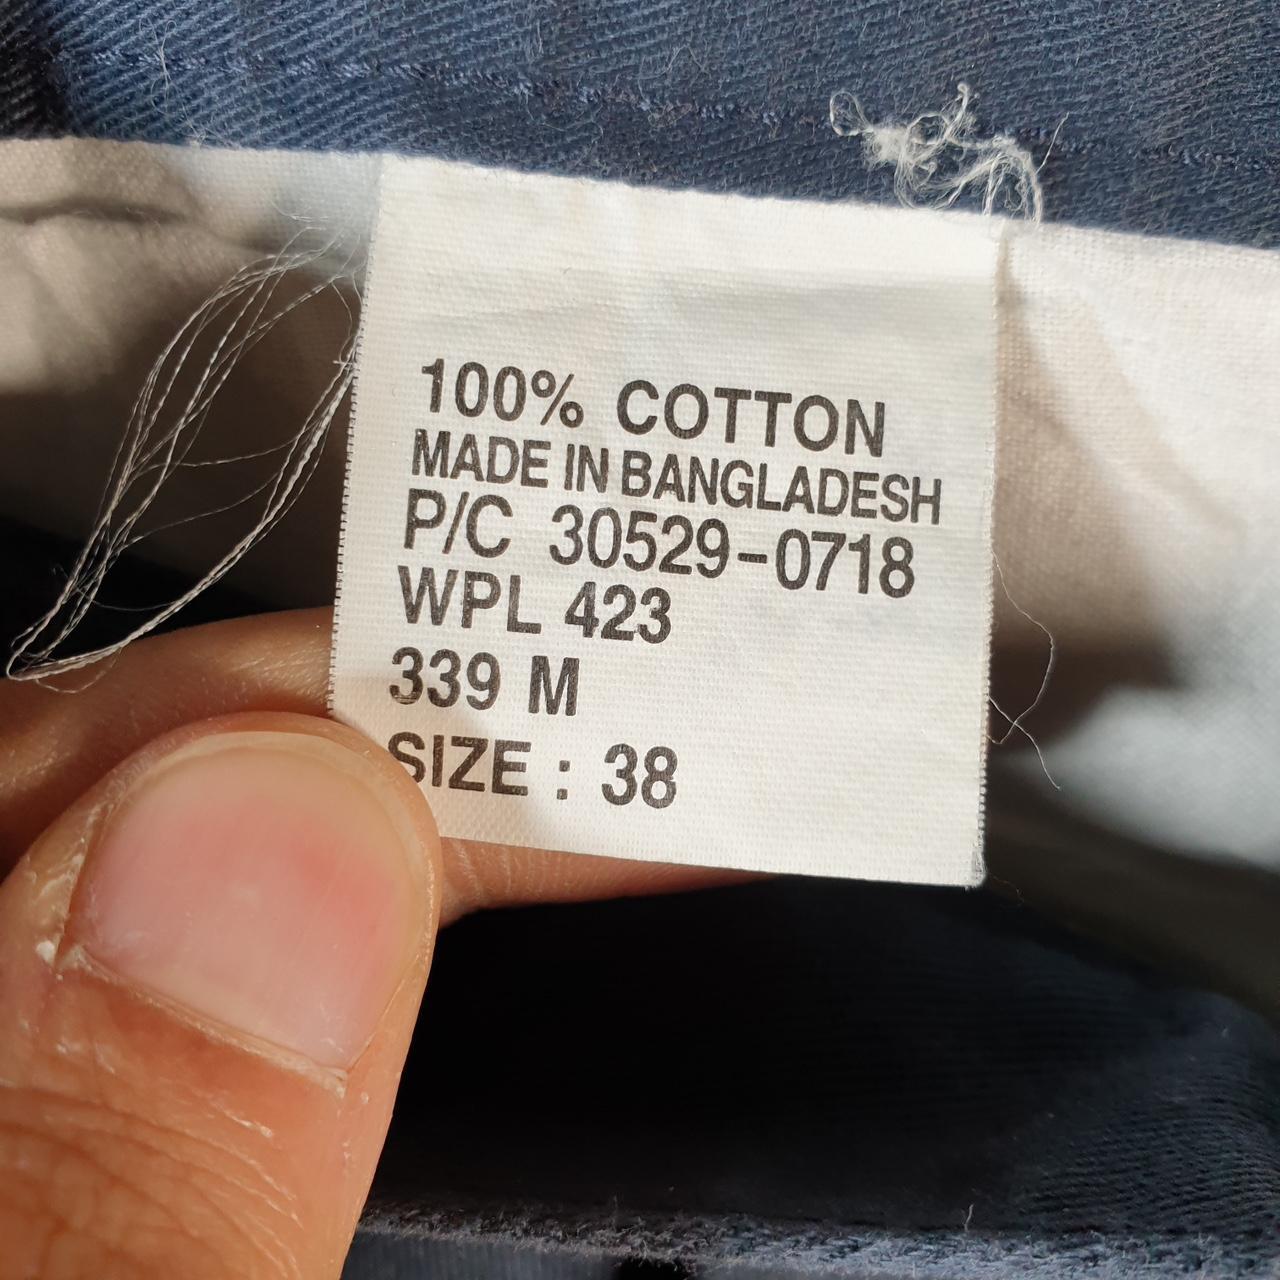 100% COTTON
MADE IN BANGLADESH
P/C 30529-0718
WPL 423
339 M
SIZE : 38